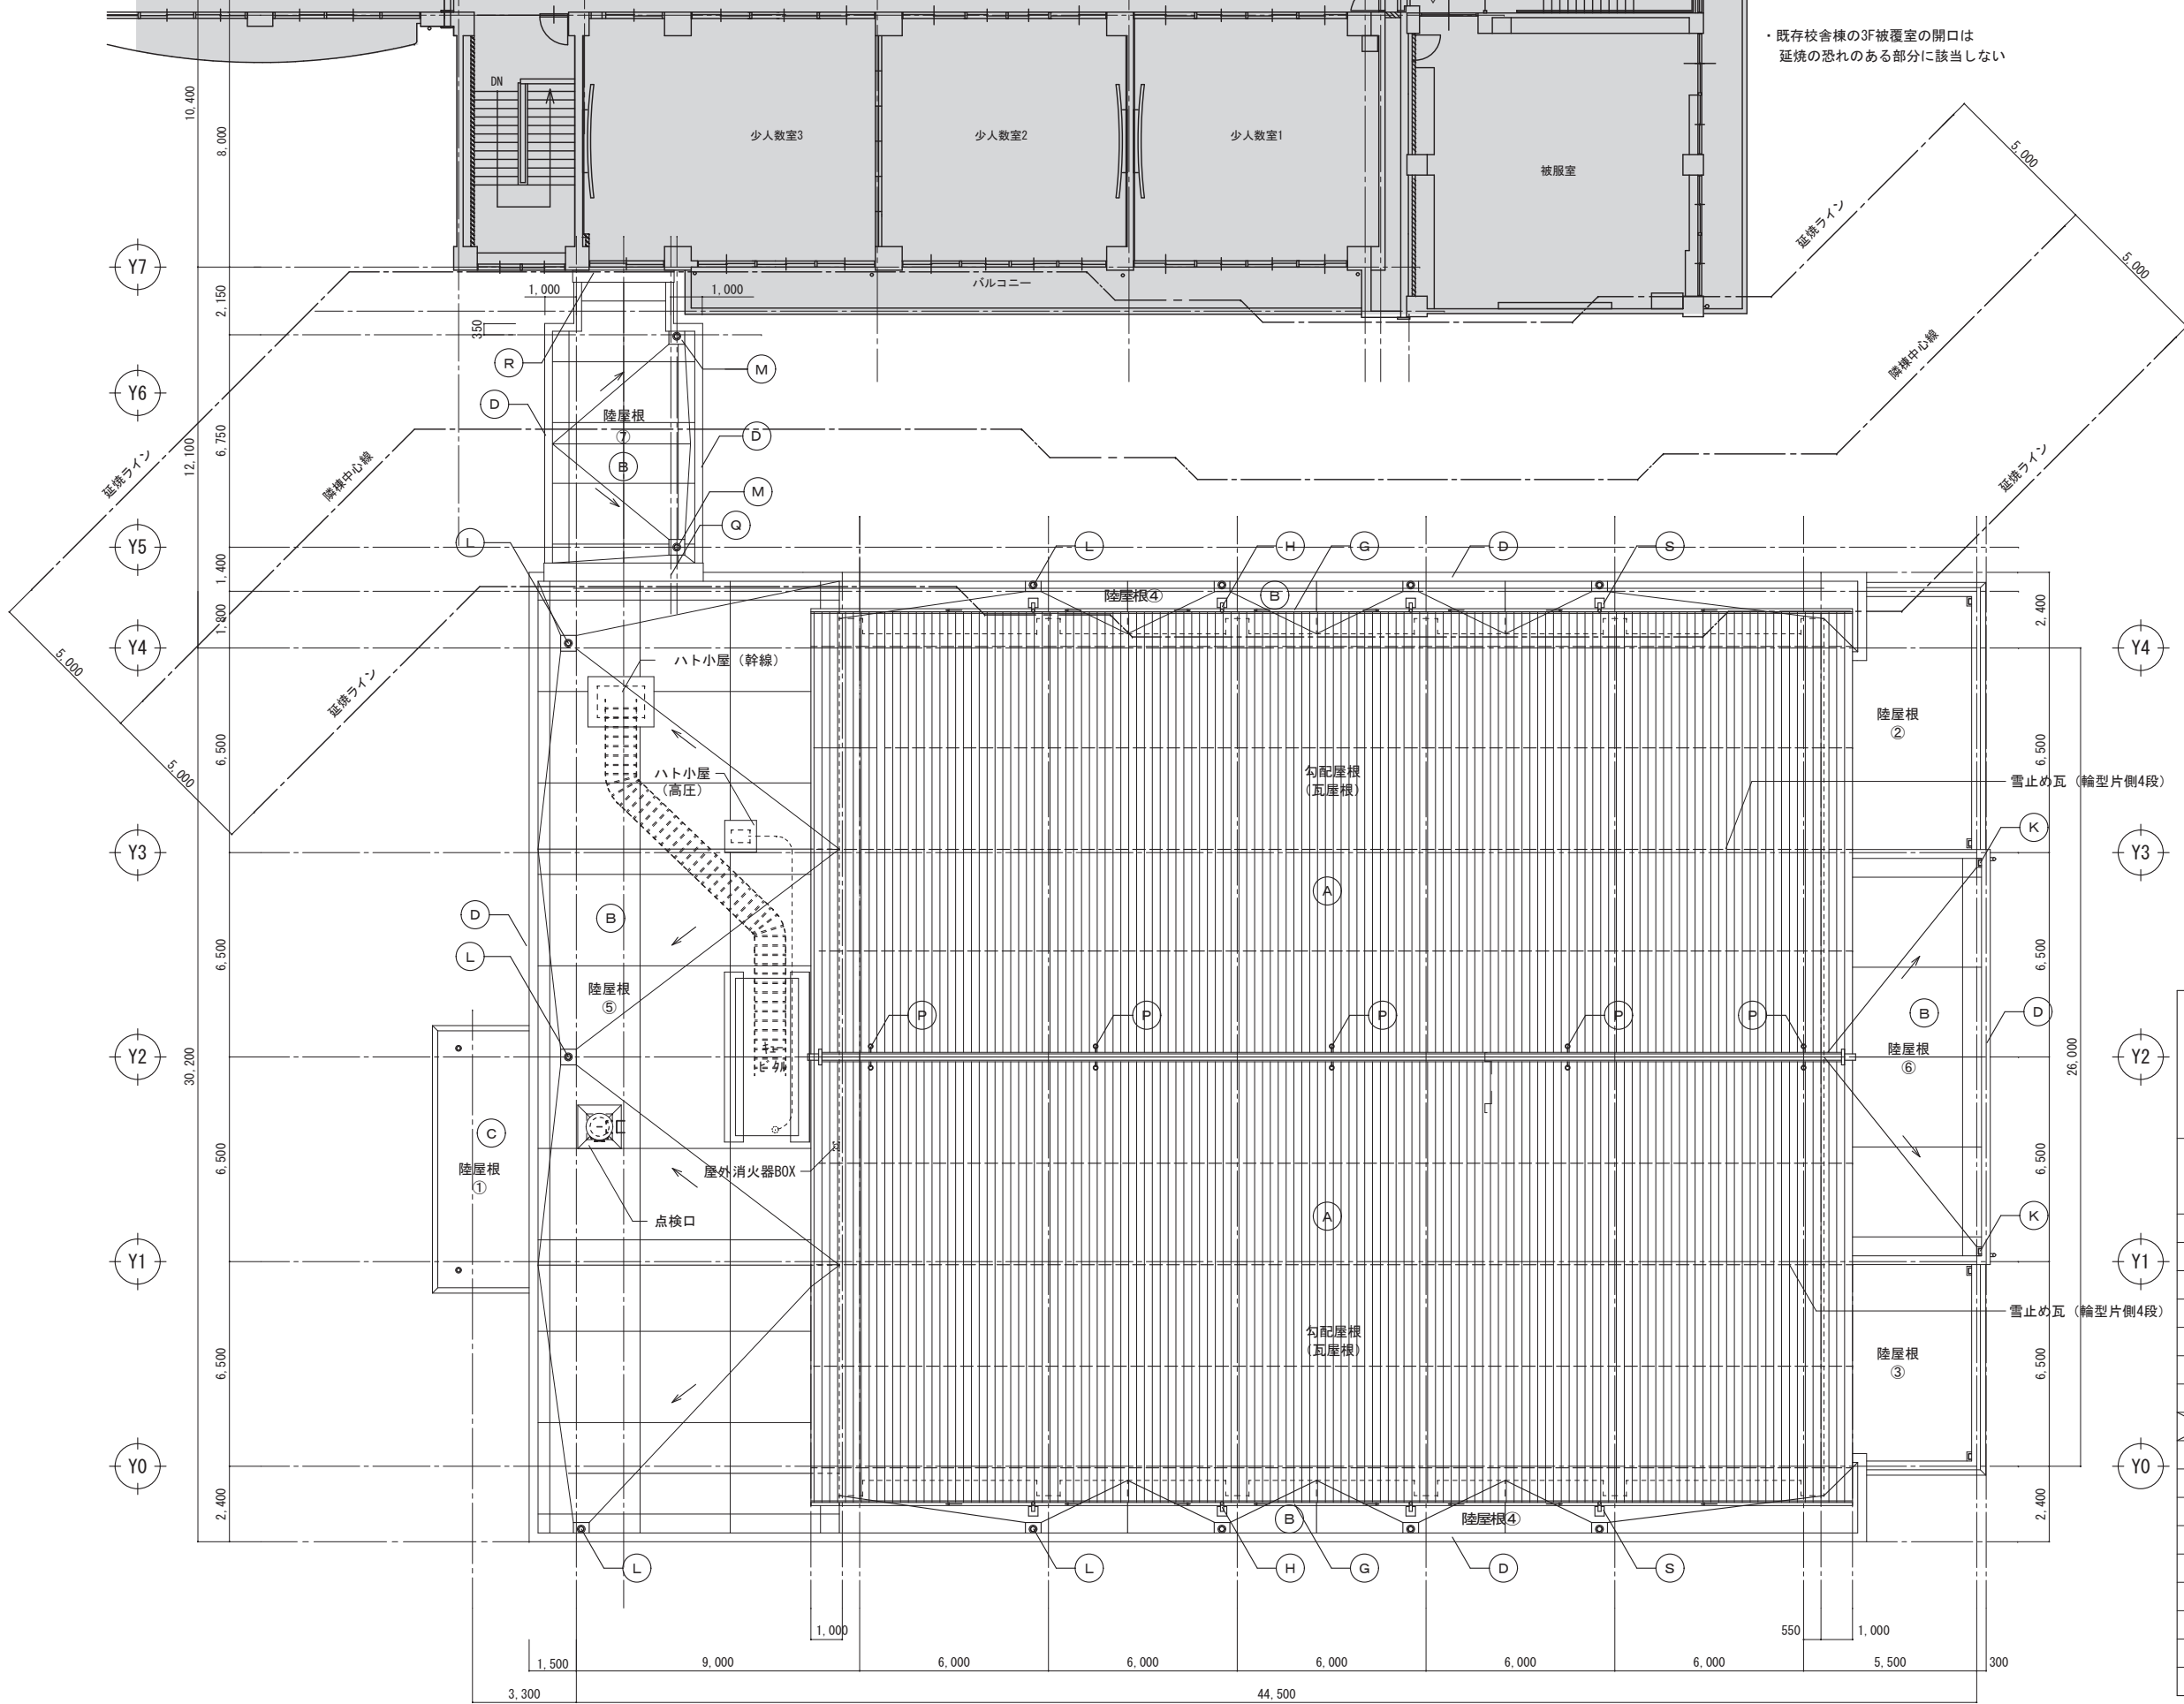 ・既存校舎棟の3F被覆室の開口は
延焼の恐れのある部分に該当しない
DN
少人数室3
少人数室2
少人数室1
被服室
バルコニー
10,400
8,000
5,000
延焼ライン
5,000
隣棟中心線
延焼ライン
Y7
2,150
1,000
1,000
350
R
M
Y6
D
陸屋根
⑦
D
B
12,100
6,750
延焼ライン
隣棟中心線
M
Q
Y5
L
L
H
G
D
S
1,400
陸屋根④
B
1,800
2,400
Y4
Y4
5,000
延焼ライン
ハト小屋（幹線）
陸屋根
②
5,000
6,500
6,500
ハト小屋
（高圧）
勾配屋根
（瓦屋根）
雪止め瓦（輪型片側4段）
K
Y3
Y3
A
D
B
L
6,500
6,500
陸屋根
⑤
P
P
P
P
P
B
D
Y2
Y2
キュー
ビクル
陸屋根
⑥
30,200
26,000
C
陸屋根
①
6,500
6,500
屋外消火器BOX
点検口
A
K
Y1
Y1
雪止め瓦（輪型片側4段）
勾配屋根
（瓦屋根）
陸屋根
③
6,500
6,500
Y0
Y0
2,400
2,400
B
陸屋根④
L
L
H
G
D
S
1,000
550
1,000
1,500
9,000
6,000
6,000
6,000
6,000
6,000
5,500
300
3,300
44,500